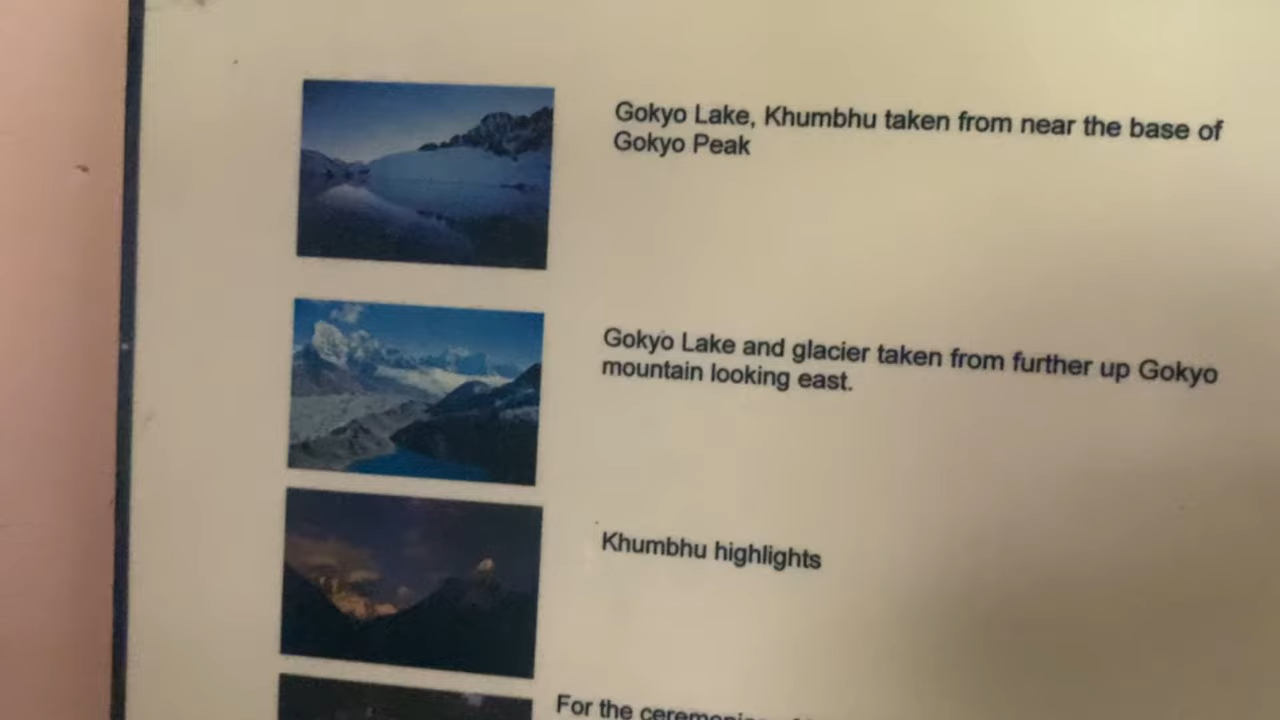 Gokyo Lake, Khumbhu taken from near the base of
Gokyo Peak
Gokyo Lake and glacier taken from further up Gokyo
mountain looking east.
Khumbhu highlights
For the